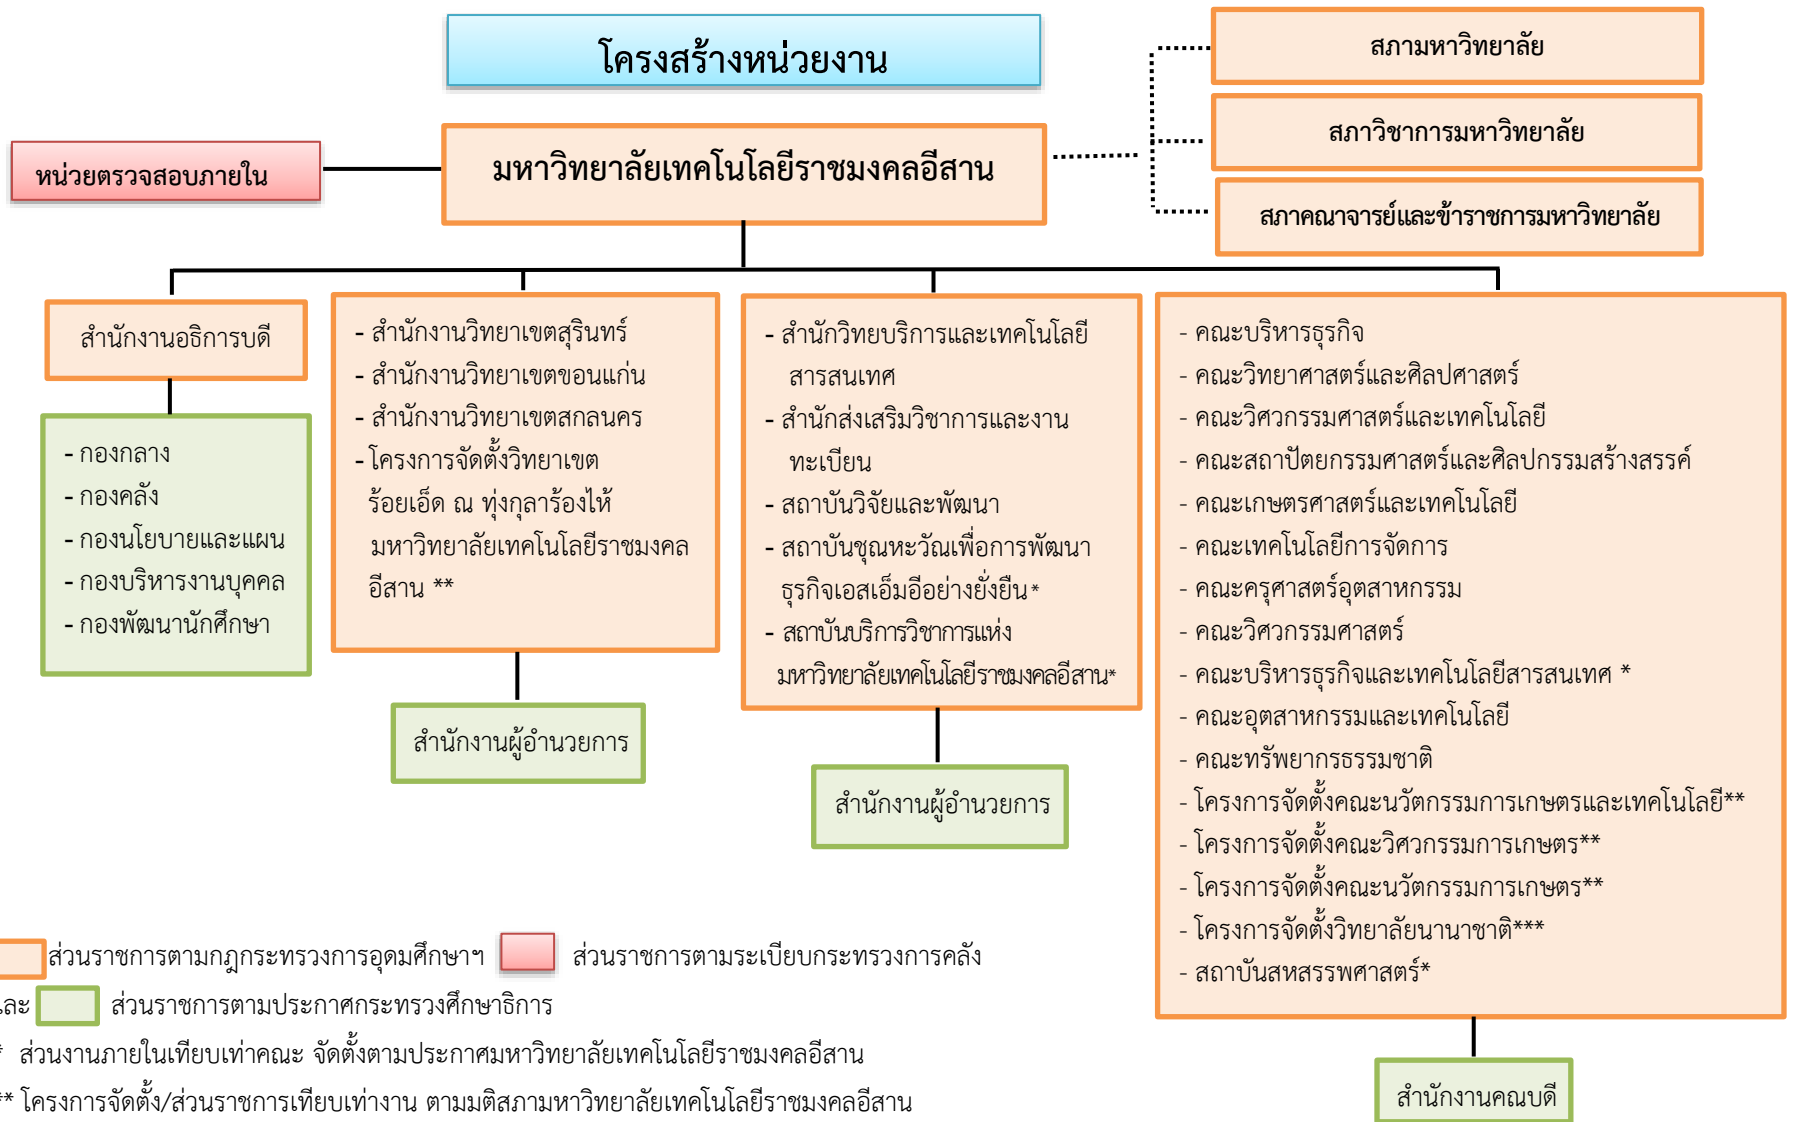 โครงสร้างหน่วยงาน
สภามหาวิทยาลัย
สภาวิชาการมหาวิทยาลัย
สภาคณาจารย์และข้าราชการมหาวิทยาลัย
หน่วยตรวจสอบภายใน
มหาวิทยาลัยเทคโนโลยีราชมงคลอีสาน
สำนักงานอธิการบดี
- กองกลาง
- กองคลัง
- กองนโยบายและแผน
- กองบริหารงานบุคคล
- กองพัฒนานักศึกษา
- สำนักงานวิทยาเขตสุรินทร์
- สำนักงานวิทยาเขตขอนแก่น
- สำนักงานวิทยาเขตสกลนคร
- โครงการจัดตั้งวิทยาเขต
ร้อยเอ็ด ณ ทุ่งกุลาร้องไห้
มหาวิทยาลัยเทคโนโลยีราชมงคล
อีสาน **
สำนักงานผู้อำนวยการ
- สำนักวิทยบริการและเทคโนโลยี
สารสนเทศ
- สำนักส่งเสริมวิชาการและงาน
ทะเบียน
- สถาบันวิจัยและพัฒนา
- สถาบันชุณหะวัณเพื่อการพัฒนา
ธุรกิจเอสเอ็มอีอย่างยั่งยืน*
- สถาบันบริการวิชาการแห่ง
มหาวิทยาลัยเทคโนโลยีราชมงคลอีสาน*
สำนักงานผู้อำนวยการ
- คณะบริหารธุรกิจ
- คณะวิทยาศาสตร์และศิลปศาสตร์
- คณะวิศวกรรมศาสตร์และเทคโนโลยี
- คณะสถาปัตยกรรมศาสตร์และศิลปกรรมสร้างสรรค์
- คณะเกษตรศาสตร์และเทคโนโลยี
- คณะเทคโนโลยีการจัดการ
- คณะครุศาสตร์อุตสาหกรรม
- คณะวิศวกรรมศาสตร์
- คณะบริหารธุรกิจและเทคโนโลยีสารสนเทศ *
- คณะอุตสาหกรรมและเทคโนโลยี
- คณะทรัพยากรธรรมชาติ
- โครงการจัดตั้งคณะนวัตกรรมการเกษตรและเทคโนโลยี**
- โครงการจัดตั้งคณะวิศวกรรมการเกษตร**
- โครงการจัดตั้งคณะนวัตกรรมการเกษตร**
- โครงการจัดตั้งวิทยาลัยนานาชาติ***
- สถาบันสหสรรพศาสตร์*
สำนักงานคณบดี
ส่วนราชการตามกฎกระทรวงการอุดมศึกษาฯ ส่วนราชการตามระเบียบกระทรวงการคลัง
และ ส่วนราชการตามประกาศกระทรวงศึกษาธิการ
* ส่วนงานภายในเทียบเท่าคณะ จัดตั้งตามประกาศมหาวิทยาลัยเทคโนโลยีราชมงคลอีสาน
** โครงการจัดตั้ง/ส่วนราชการเทียบเท่างาน ตามมติสภามหาวิทยาลัยเทคโนโลยีราชมงคลอีสาน